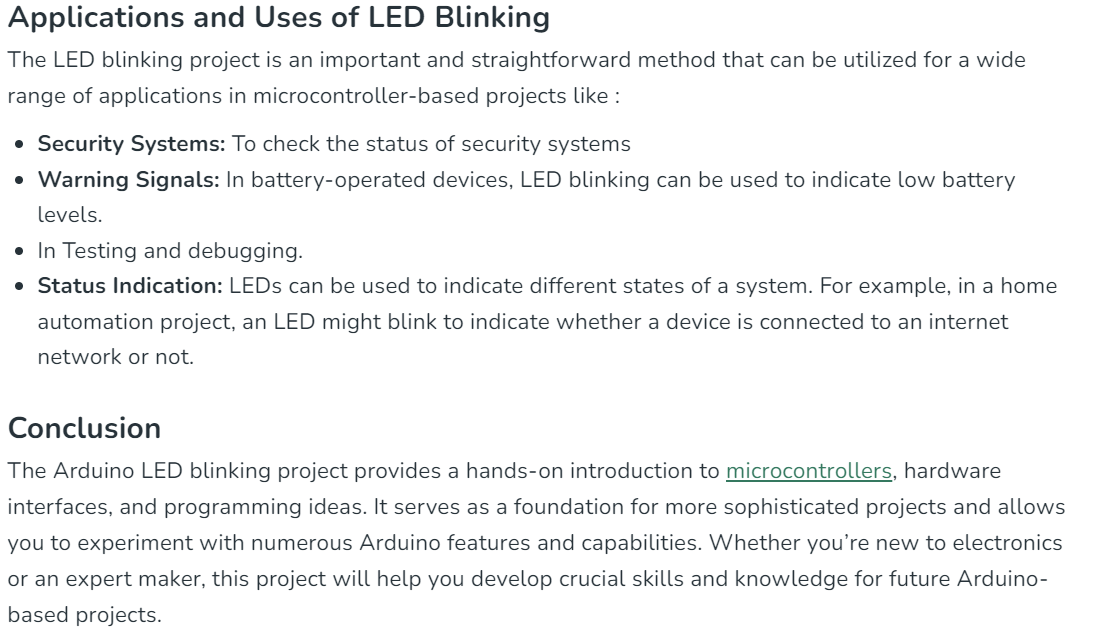 Applications and Uses of LED Blinking
The LED blinking project is an important and straightforward method that can be utilized for a wide
range of applications in microcontroller-based projects like :
• Security Systems: To check the status of security systems
• Warning Signals: In battery-operated devices, LED blinking can be used to indicate low battery
levels.
• In Testing and debugging.
• Status Indication: LEDs can be used to indicate different states of a system. For example, in a home
automation project, an LED might blink to indicate whether a device is connected to an internet
network or not.
Conclusion
The Arduino LED blinking project provides a hands-on introduction to microcontrollers, hardware
interfaces, and programming ideas. It serves as a foundation for more sophisticated projects and allows
you to experiment with numerous Arduino features and capabilities. Whether you’re new to electronics
or an expert maker, this project will help you develop crucial skills and knowledge for future Arduino-
based projects.